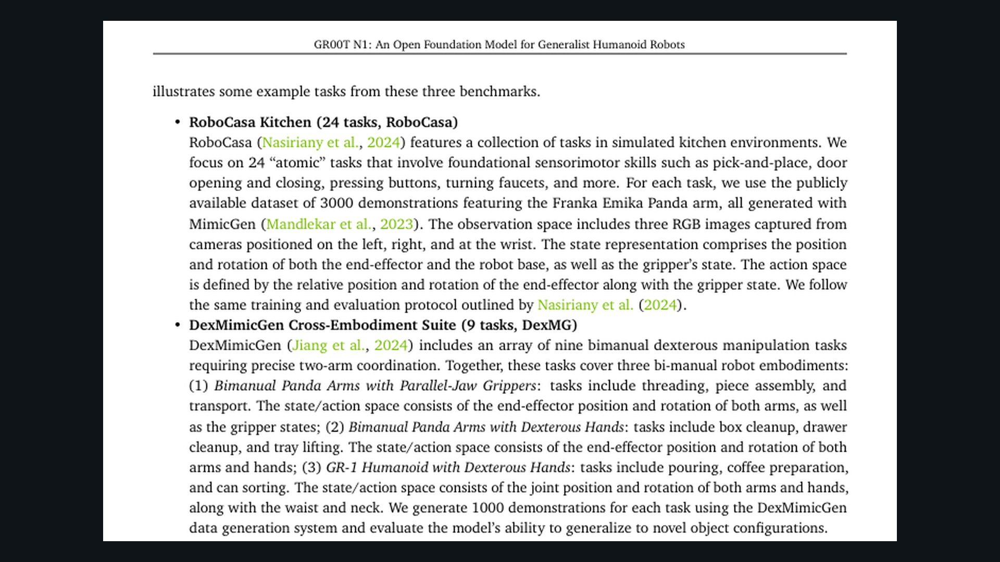 GR00T N1: An Open Foundation Model for Generalist Humanoid Robots
illustrates some example tasks from these three benchmarks.
• RoboCasa Kitchen (24 tasks, RoboCasa)
RoboCasa (Nasiriany et al., 2024) features a collection of tasks in simulated kitchen environments. We
focus on 24 “atomic” tasks that involve foundational sensorimotor skills such as pick-and-place, door
opening and closing, pressing buttons, turning faucets, and more. For each task, we use the publicly
available dataset of 3000 demonstrations featuring the Franka Emika Panda arm, all generated with
MimicGen (Mandlekar et al., 2023). The observation space includes three RGB images captured from
cameras positioned on the left, right, and at the wrist. The state representation comprises the position
and rotation of both the end-effector and the robot base, as well as the gripper’s state. The action space
is defined by the relative position and rotation of the end-effector along with the gripper state. We follow
the same training and evaluation protocol outlined by Nasiriany et al. (2024).
• DexMimicGen Cross-Embodiment Suite (9 tasks, DexMG)
DexMimicGen (Jiang et al., 2024) includes an array of nine bimanual dexterous manipulation tasks
requiring precise two-arm coordination. Together, these tasks cover three bi-manual robot embodiments:
(1) Bimanual Panda Arms with Parallel-Jaw Grippers: tasks include threading, piece assembly, and
transport. The state/action space consists of the end-effector position and rotation of both arms, as well
as the gripper states; (2) Bimanual Panda Arms with Dexterous Hands: tasks include box cleanup, drawer
cleanup, and tray lifting. The state/action space consists of the end-effector position and rotation of both
arms and hands; (3) GR-1 Humanoid with Dexterous Hands: tasks include pouring, coffee preparation,
and can sorting. The state/action space consists of the joint position and rotation of both arms and hands,
along with the waist and neck. We generate 1000 demonstrations for each task using the DexMimicGen
data generation system and evaluate the model’s ability to generalize to novel object configurations.